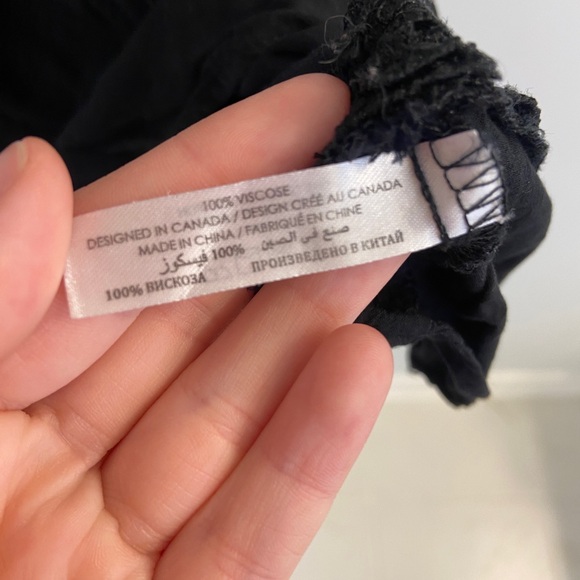 100% VISCOSE
DESIGNED IN CANADA / DESIGN CRÉÉ AU CANADA
MADE IN CHINA / FABRIQUÉ EN CHINE
صنع في الصين
100% فيسكوز
ПРОИЗВЕДЕНО В КИТАЙ
100% ВИСКОЗА